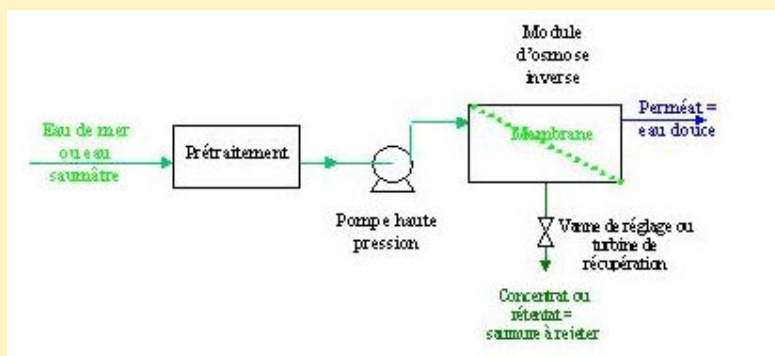 Module
d'osmose
inverse
Eau de mer
ou eau
saumâtre
Prétraitement
Pompe haute
pression
Membrane
Perméat =
eau douce
Vanne de réglage ou
turbine de
récupération
Concentrat ou
rétentat =
saumure à rejeter